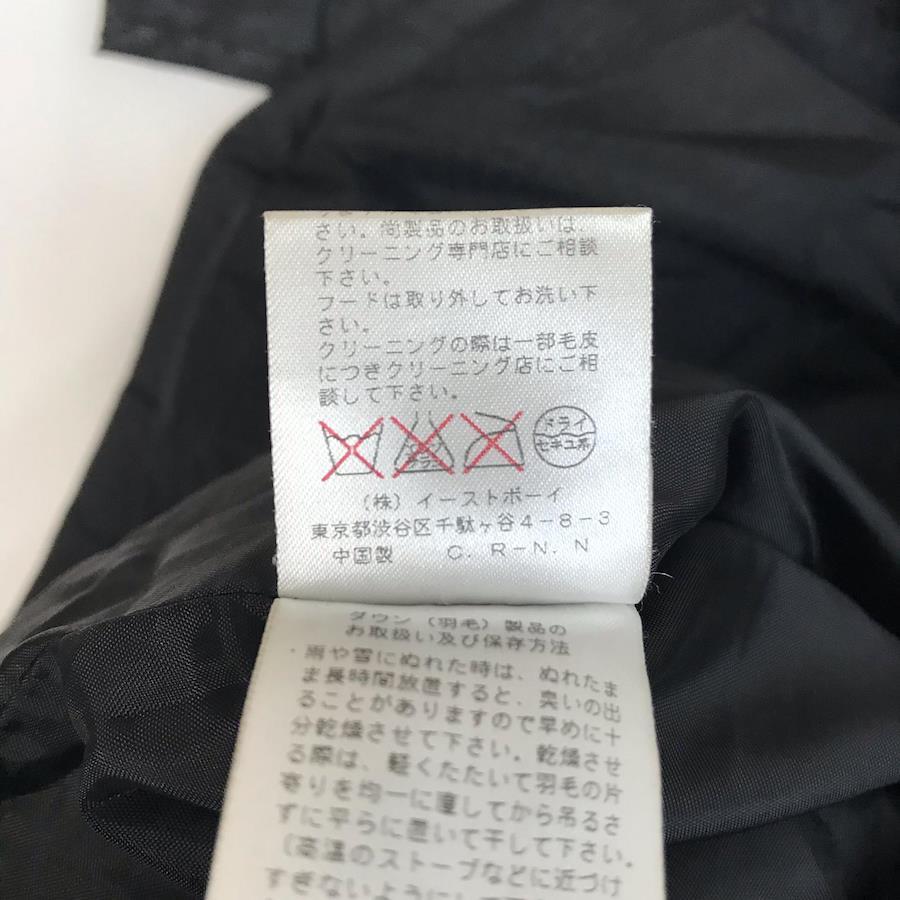 さい。尚製品のお取扱いは、
クリーニング専門店にご相談
下さい。
フードは取り外してお洗い下
さい。
クリーニングの際は一部毛皮
につきクリーニング店にご相
談して下さい。
ドライ
セキユ系
(株) イーストボーイ
東京都渋谷区千駄ヶ谷4-8-3
中国製 C. R-N. N
ダウン (羽毛) 製品の
お取扱い及び保存方法
・雨や雪にぬれた時は、ぬれたま
ま長時間放置すると、臭いの出
ることがありますので早めに十
分乾燥させて下さい。乾燥させ
る際は、軽くたたいて羽毛の片
寄りを均一に直してから吊るさ
ずに平らに置いて干して下さい。
(高温のストーブなどに近づけ
すぎないように